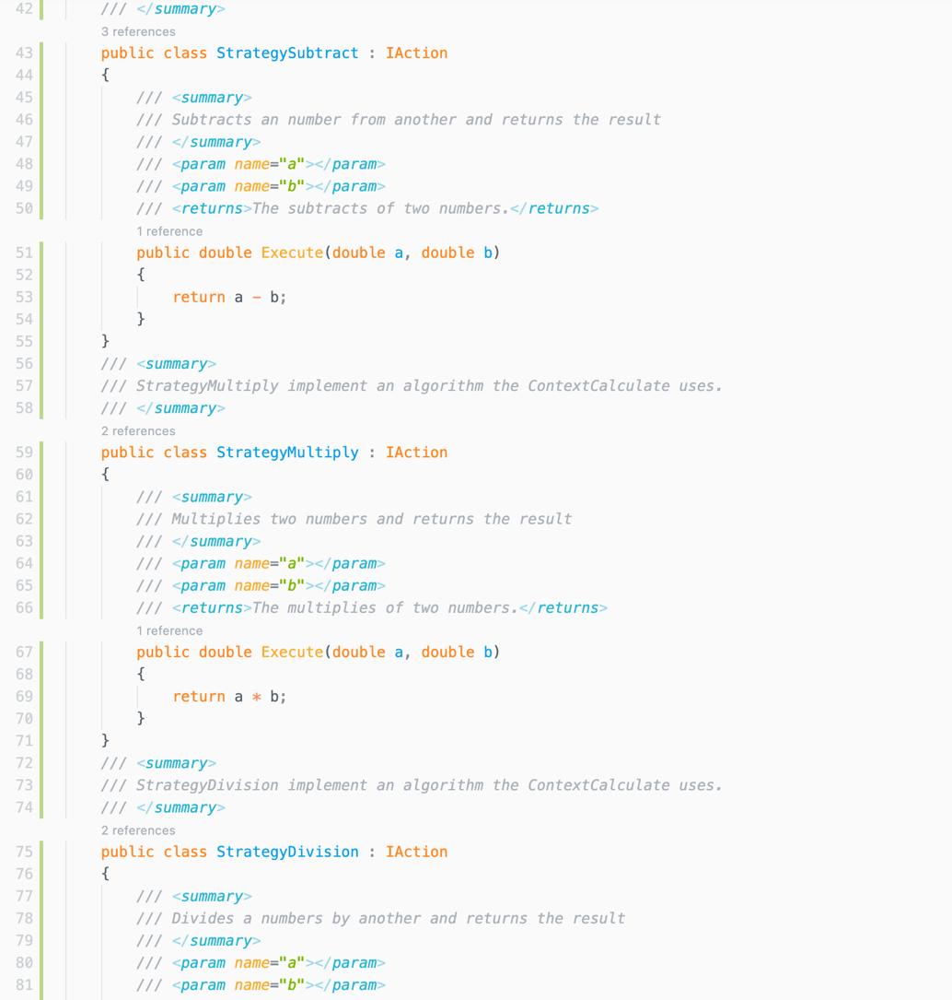 42 /// </summary>
3 references
43 public class StrategySubtract : IAction
44 {
45 /// <summary>
46 /// Subtracts an number from another and returns the result
47 /// </summary>
48 /// <param name="a"></param>
49 /// <param name="b"></param>
50 /// <returns>The subtracts of two numbers.</returns>
1 reference
51 public double Execute(double a, double b)
52 {
53 return a - b;
54 }
55 }
56 /// <summary>
57 /// StrategyMultiply implement an algorithm the ContextCalculate uses.
58 /// </summary>
2 references
59 public class StrategyMultiply : IAction
60 {
61 /// <summary>
62 /// Multiplies two numbers and returns the result
63 /// </summary>
64 /// <param name="a"></param>
65 /// <param name="b"></param>
66 /// <returns>The multiplies of two numbers.</returns>
1 reference
67 public double Execute(double a, double b)
68 {
69 return a * b;
70 }
71 }
72 /// <summary>
73 /// StrategyDivision implement an algorithm the ContextCalculate uses.
74 /// </summary>
2 references
75 public class StrategyDivision : IAction
76 {
77 /// <summary>
78 /// Divides a numbers by another and returns the result
79 /// </summary>
80 /// <param name="a"></param>
81 /// <param name="b"></param>